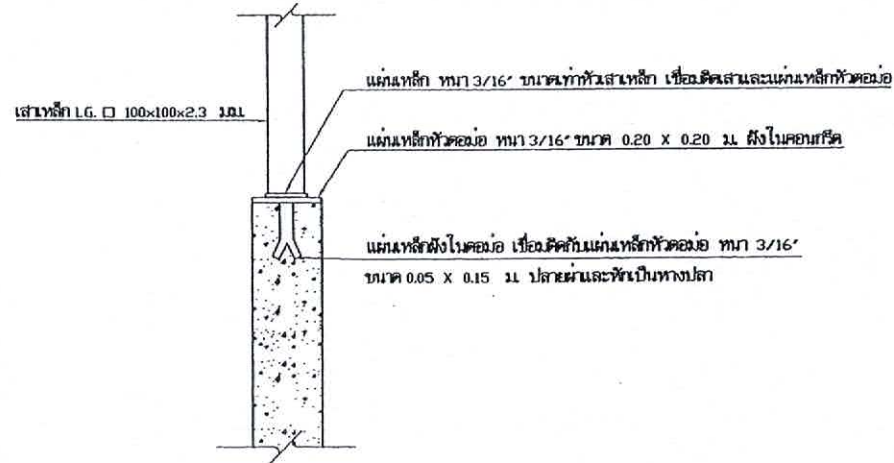 แผ่นเหล็ก หนา 3/16" ขนาดเท่าหัวเสาเหล็ก เชื่อมติดเสาและแผ่นเหล็กหัวตอม่อ
เสาเหล็ก LG. □ 100x100x2.3 ม.ม.
แผ่นเหล็กหัวตอม่อ หนา 3/16" ขนาด 0.20 X 0.20 ม. ฝังในคอนกรีต
แผ่นเหล็กฝังในตอม่อ เชื่อมติดกับแผ่นเหล็กหัวตอม่อ หนา 3/16"
ขนาด 0.05 X 0.15 ม. ปลายผ่าและหักเป็นหางปลา